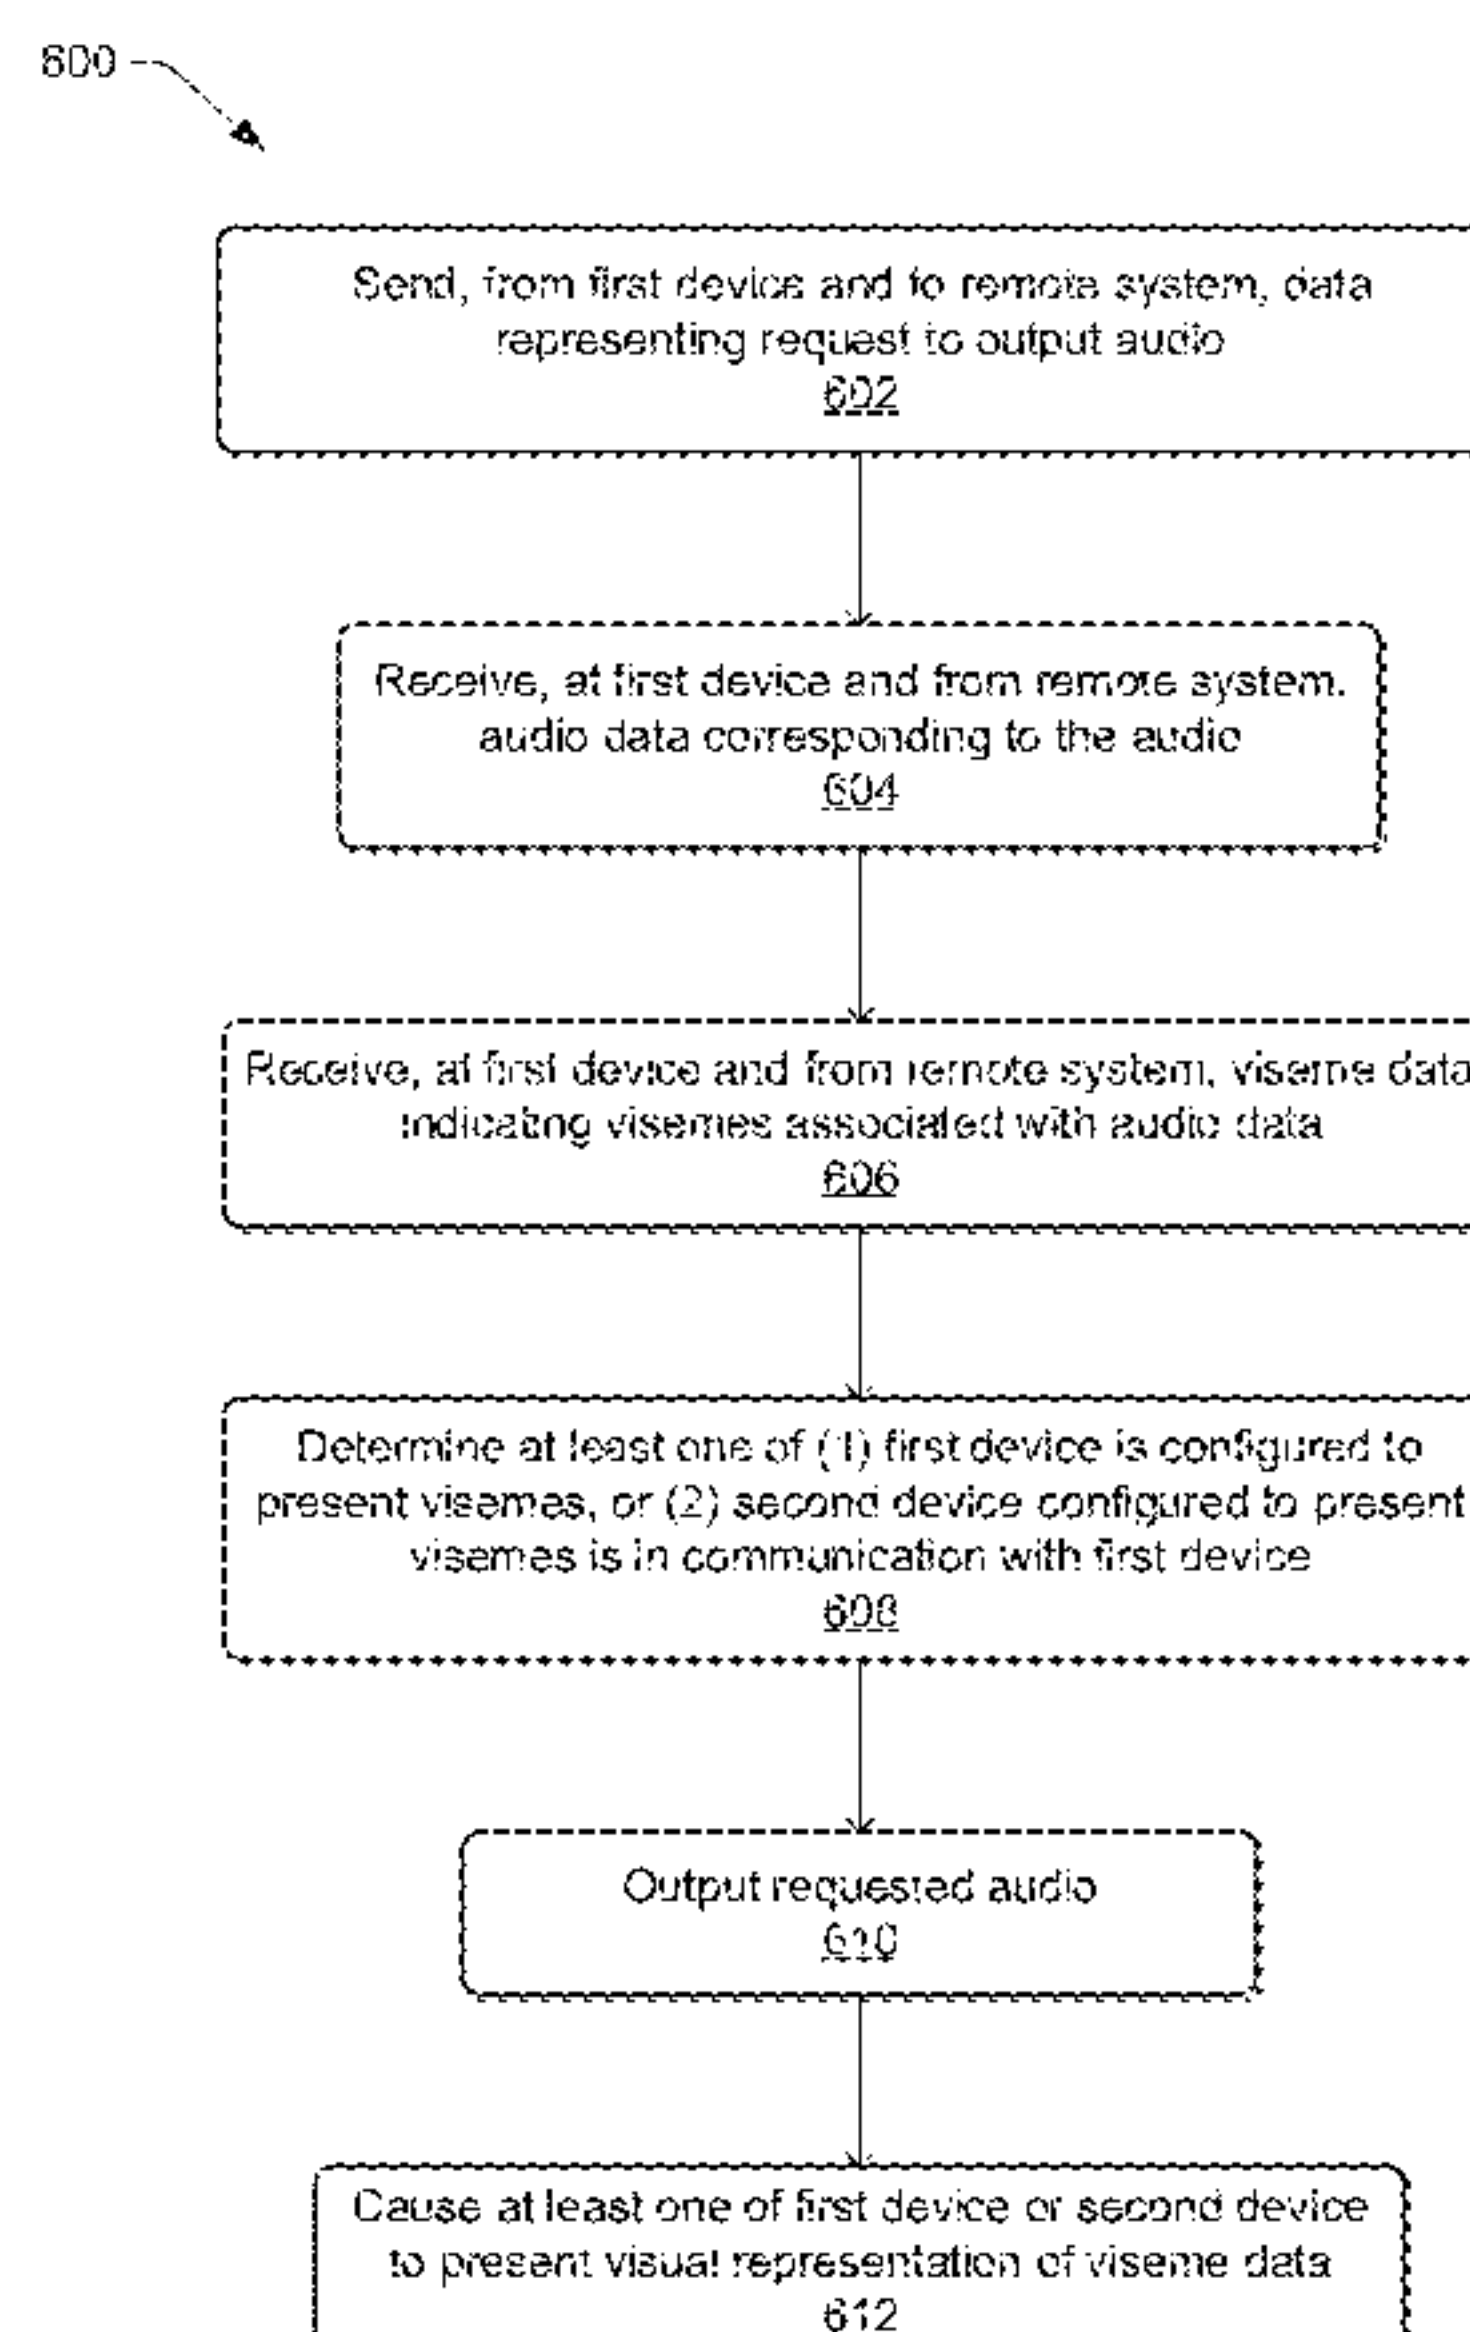 600
Send, from first device and to remote system, data
representing request to output audio
602
Receive, at first device and from remote system,
audio data corresponding to the audio
604
Receive, at first device and from remote system, viseme data
indicating visemes associated with audio data
606
Determine at least one of (1) first device is configured to
present visemes, or (2) second device configured to present
visemes is in communication with first device
608
Output requested audio
610
Cause at least one of first device or second device
to present visual representation of viseme data
612